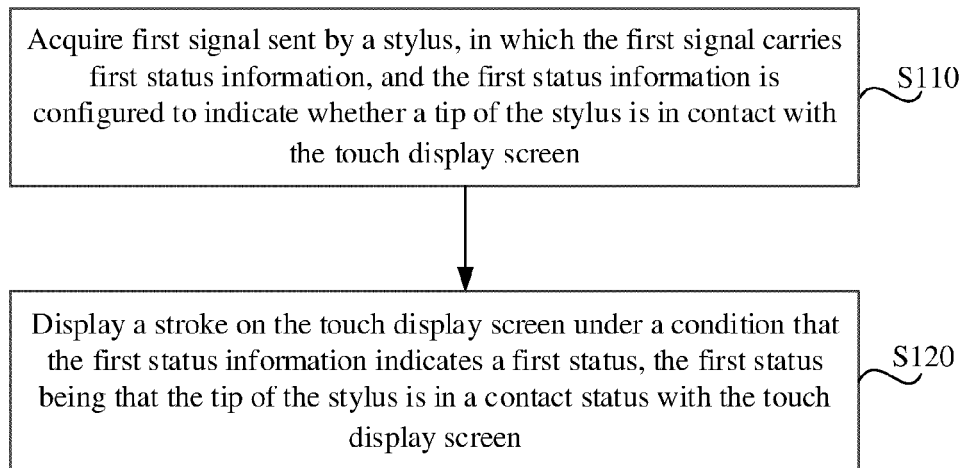 Acquire first signal sent by a stylus, in which the first signal carries
first status information, and the first status information is
configured to indicate whether a tip of the stylus is in contact with
the touch display screen
S110
Display a stroke on the touch display screen under a condition that
the first status information indicates a first status, the first status
being that the tip of the stylus is in a contact status with the touch
display screen
S120